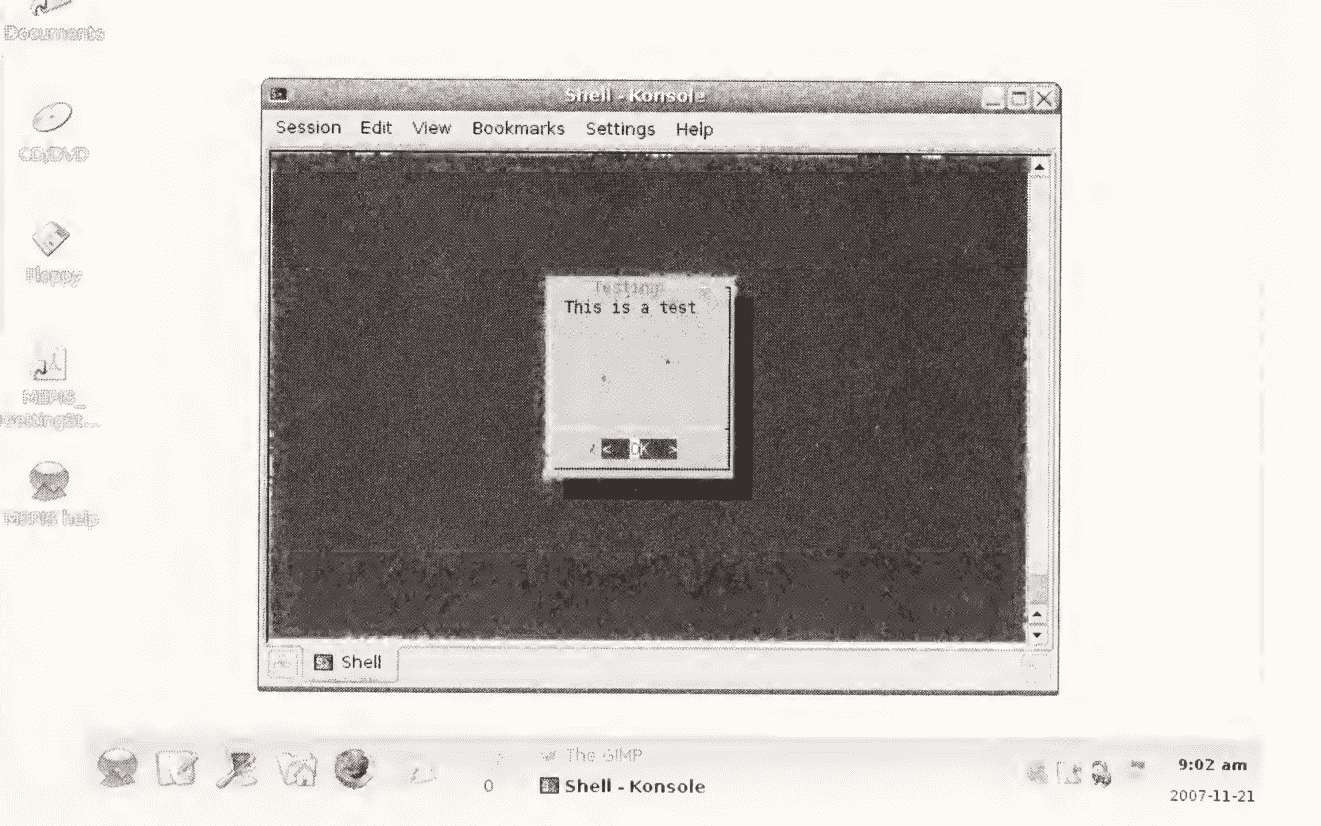 Documents
CD/DVD
Floppy
MEPIS_
MEPIS help
Shell - Konsole
Session Edit View Bookmarks Settings Help
Testing
This is a test
< OK >
Shell
The GIMP
0
Shell - Konsole
9:02 am
2007-11-21